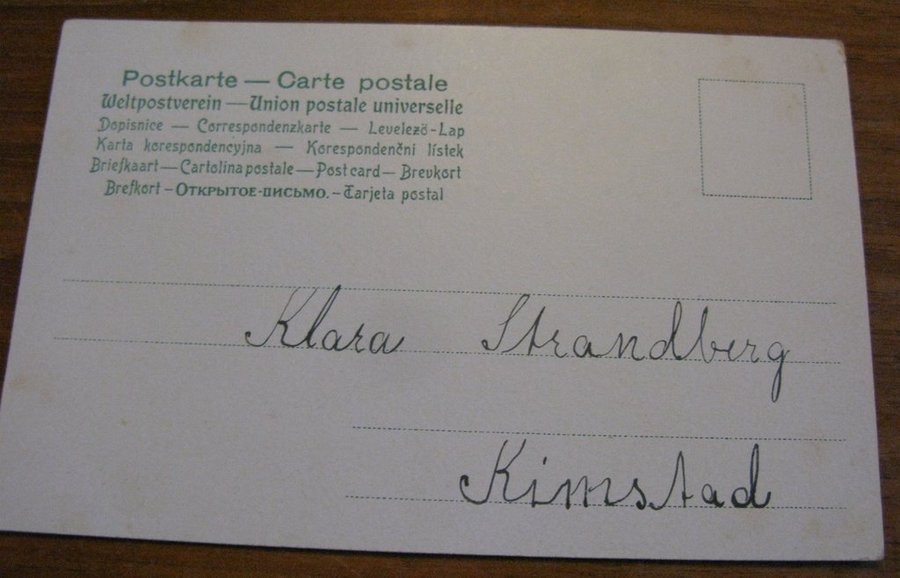 Postkarte — Carte postale
Weltpostverein — Union postale universelle
Dopisnice — Correspondenzkarte — Levelező-Lap
Karta korespondencyjna — Korespondenční lístek
Briefkaart — Cartolina postale — Post card — Brevkort
Brefkort – Открытое-письмо. – Tarjeta postal
Klara Strandberg
Kimstad